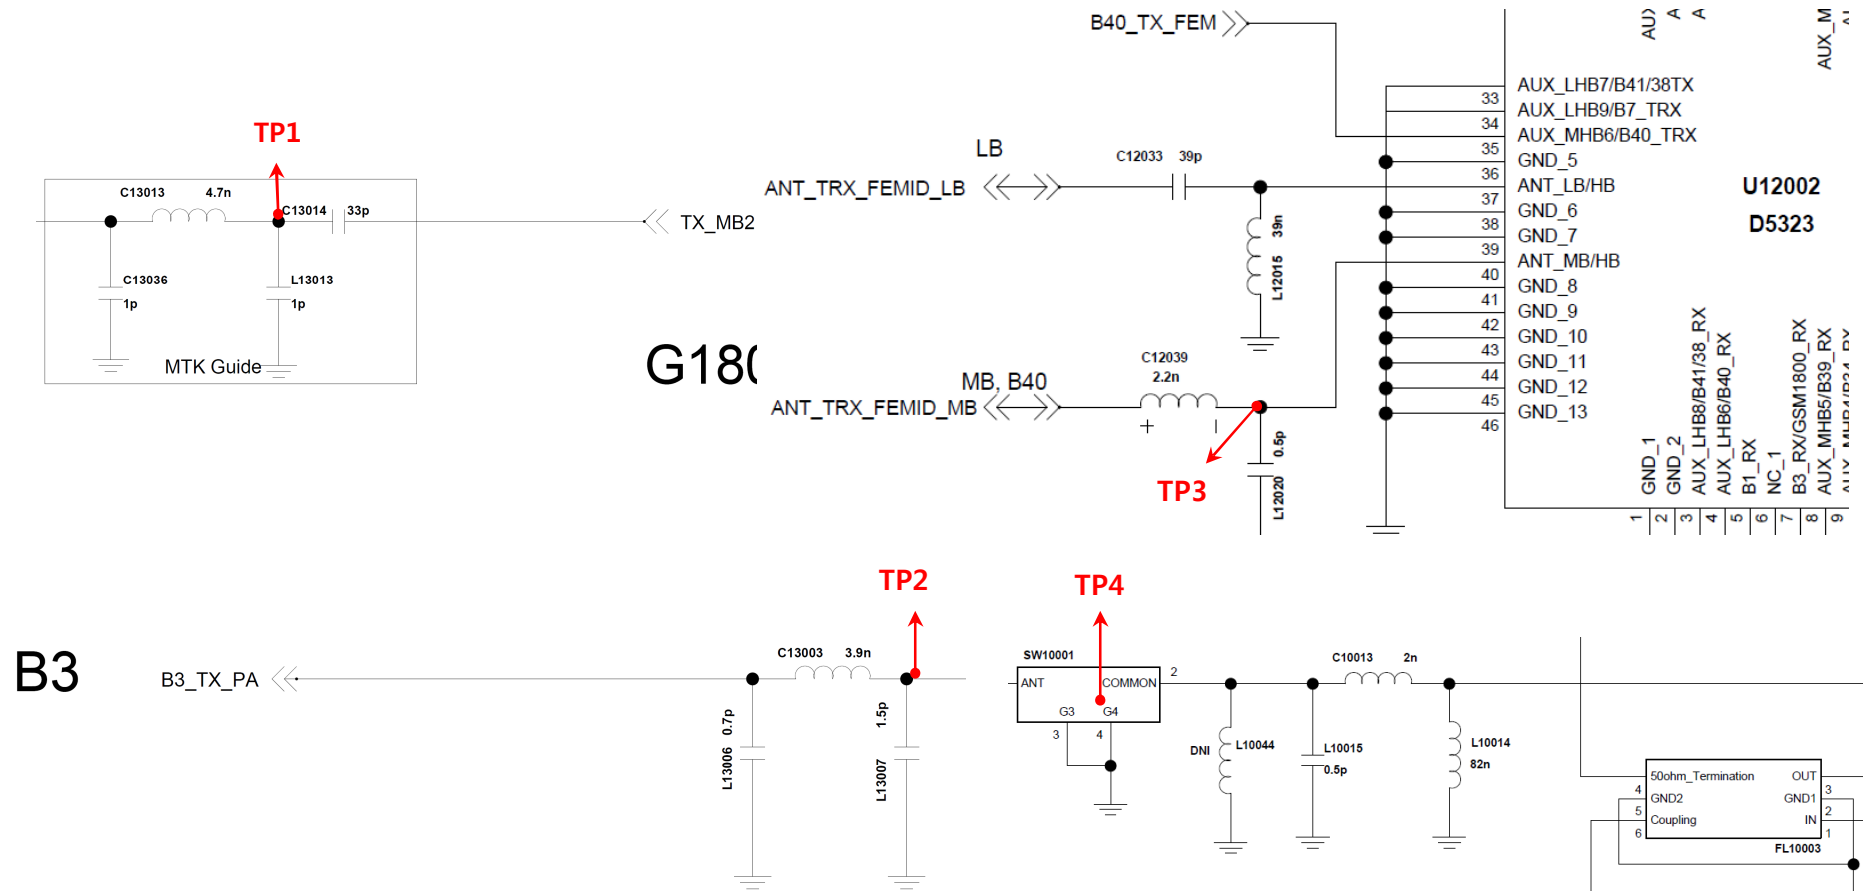 B40_TX_FEM
AUX
A
A
AUX_M
TP1
C13013 4.7n
C13014 33p
TX_MB2
C13036
1p
L13013
1p
MTK Guide
G180
LB
ANT_TRX_FEMID_LB
C12033 39p
39n
L12015
MB, B40
ANT_TRX_FEMID_MB
C12039
2.2n
+ -
TP3
0.5p
L12020
AUX_LHB7/B41/38TX
33
AUX_LHB9/B7_TRX
34
AUX_MHB6/B40_TRX
35
GND_5
36
ANT_LB/HB
37
GND_6
38
GND_7
39
ANT_MB/HB
40
GND_8
41
GND_9
42
GND_10
43
GND_11
44
GND_12
45
GND_13
46
U12002
D5323
GND_1
GND_2
AUX_LHB8/B41/38_RX
AUX_LHB6/B40_RX
B1_RX
NC_1
B3_RX/GSM1800_RX
AUX_MHB5/B39_RX
AUX_MHB4/B34_RX
1 2 3 4 5 6 7 8 9
TP2
B3
B3_TX_PA
C13003 3.9n
L13006 0.7p
L13007 1.5p
TP4
SW10001
ANT COMMON
2
G3 G4
3 4
DNI L10044
L10015
0.5p
C10013 2n
L10014
82n
50ohm_Termination OUT
4 3
GND2 GND1
5 2
Coupling IN
6 1
FL10003